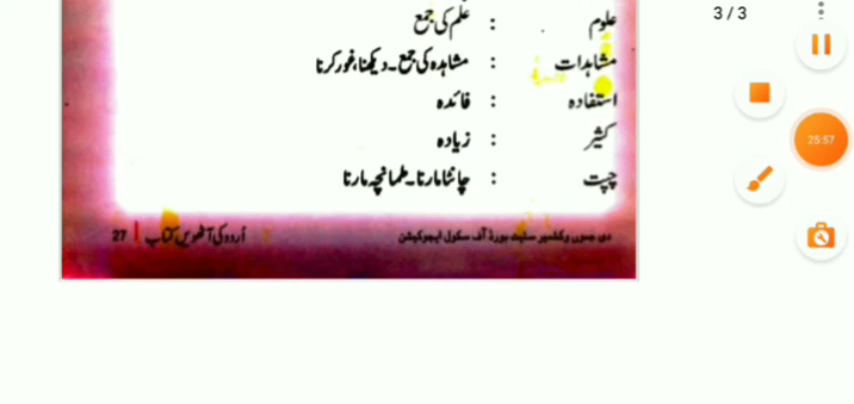 3/3
علوم : علم کی جمع
مشاہدات : مشاہدہ کی جمع۔ دیکھنا، غور کرنا
استفادہ : فائدہ
کثیر : زیادہ
چپت : چانٹا مارنا۔ طمانچہ مارنا
25:57
دی جموں و کشمیر سٹیٹ بورڈ آف سکول ایجوکیشن
اُردو کی آٹھویں کتاب | 27